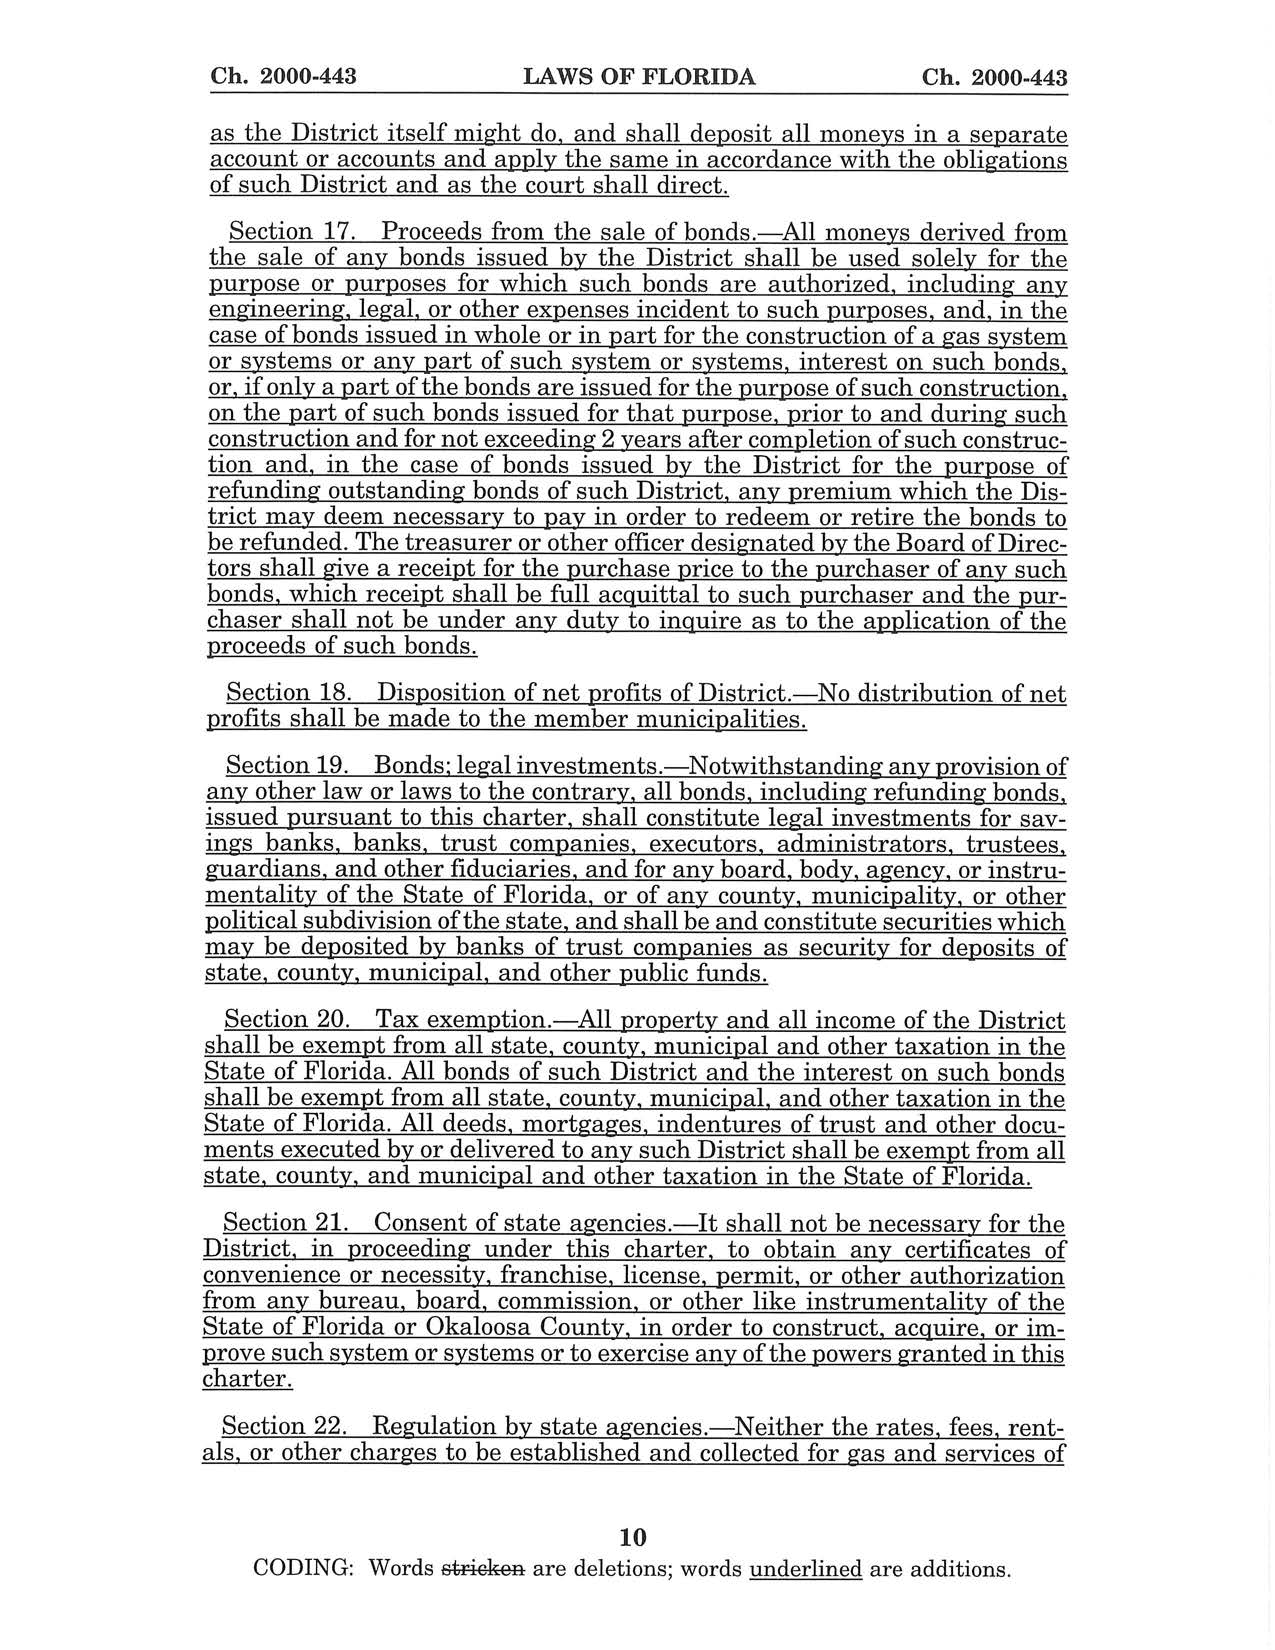 Ch. 2000-443 LAWS OF FLORIDA Ch. 2000-443
as the District itself might do, and shall deposit all moneys in a separate
account or accounts and apply the same in accordance with the obligations
of such District and as the court shall direct.
Section 17. Proceeds from the sale of bonds.—All moneys derived from
the sale of any bonds issued by the District shall be used solely for the
purpose or purposes for which such bonds are authorized, including any
engineering, legal, or other expenses incident to such purposes, and, in the
case of bonds issued in whole or in part for the construction of a gas system
or systems or any part of such system or systems, interest on such bonds,
or, if only a part of the bonds are issued for the purpose of such construction,
on the part of such bonds issued for that purpose, prior to and during such
construction and for not exceeding 2 years after completion of such construc-
tion and, in the case of bonds issued by the District for the purpose of
refunding outstanding bonds of such District, any premium which the Dis-
trict may deem necessary to pay in order to redeem or retire the bonds to
be refunded. The treasurer or other officer designated by the Board of Direc-
tors shall give a receipt for the purchase price to the purchaser of any such
bonds, which receipt shall be full acquittal to such purchaser and the pur-
chaser shall not be under any duty to inquire as to the application of the
proceeds of such bonds.
Section 18. Disposition of net profits of District.—No distribution of net
profits shall be made to the member municipalities.
Section 19. Bonds; legal investments.—Notwithstanding any provision of
any other law or laws to the contrary, all bonds, including refunding bonds,
issued pursuant to this charter, shall constitute legal investments for sav-
ings banks, banks, trust companies, executors, administrators, trustees,
guardians, and other fiduciaries, and for any board, body, agency, or instru-
mentality of the State of Florida, or of any county, municipality, or other
political subdivision of the state, and shall be and constitute securities which
may be deposited by banks of trust companies as security for deposits of
state, county, municipal, and other public funds.
Section 20. Tax exemption.—All property and all income of the District
shall be exempt from all state, county, municipal and other taxation in the
State of Florida. All bonds of such District and the interest on such bonds
shall be exempt from all state, county, municipal, and other taxation in the
State of Florida. All deeds, mortgages, indentures of trust and other docu-
ments executed by or delivered to any such District shall be exempt from all
state, county, and municipal and other taxation in the State of Florida.
Section 21. Consent of state agencies.—It shall not be necessary for the
District, in proceeding under this charter, to obtain any certificates of
convenience or necessity, franchise, license, permit, or other authorization
from any bureau, board, commission, or other like instrumentality of the
State of Florida or Okaloosa County, in order to construct, acquire, or im-
prove such system or systems or to exercise any of the powers granted in this
charter.
Section 22. Regulation by state agencies.—Neither the rates, fees, rent-
als, or other charges to be established and collected for gas and services of
10
CODING: Words stricken are deletions; words underlined are additions.